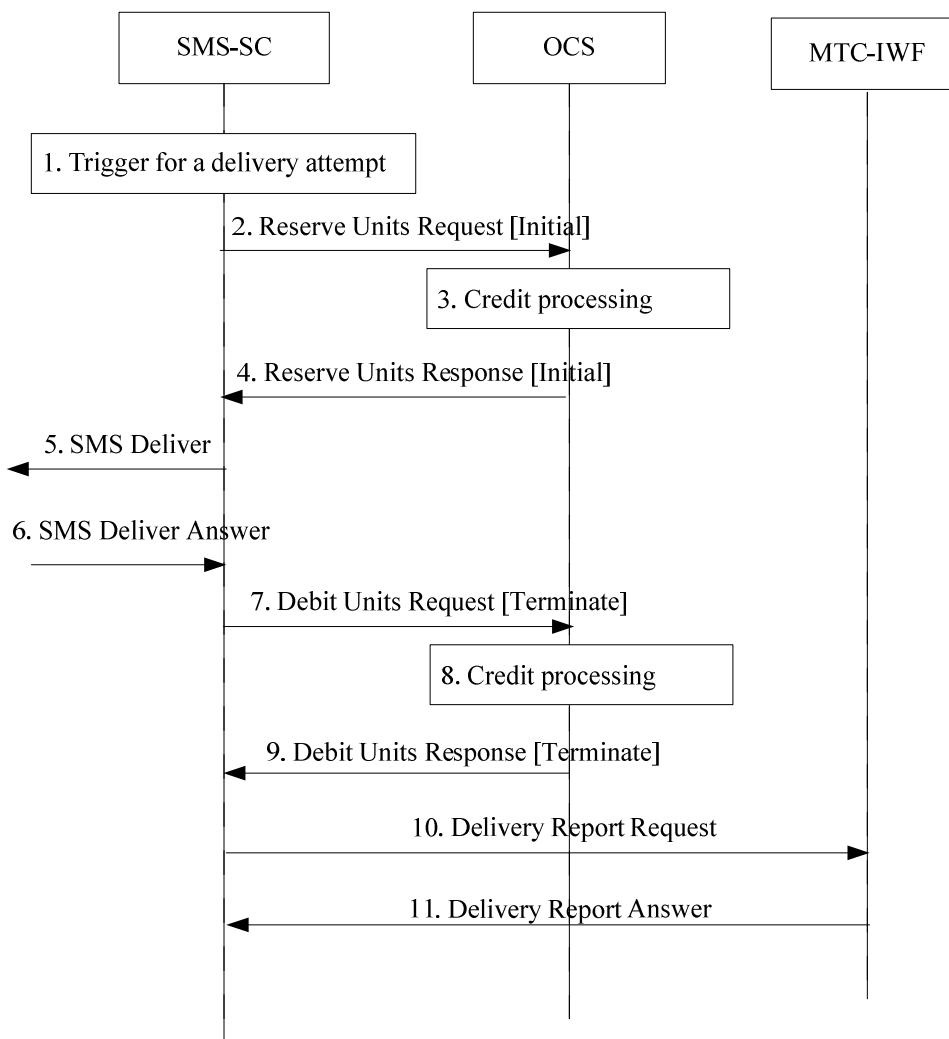 SMS-SC
OCS
MTC-IWF
1. Trigger for a delivery attempt
2. Reserve Units Request [Initial]
3. Credit processing
4. Reserve Units Response [Initial]
5. SMS Deliver
6. SMS Deliver Answer
7. Debit Units Request [Terminate]
8. Credit processing
9. Debit Units Response [Terminate]
10. Delivery Report Request
11. Delivery Report Answer